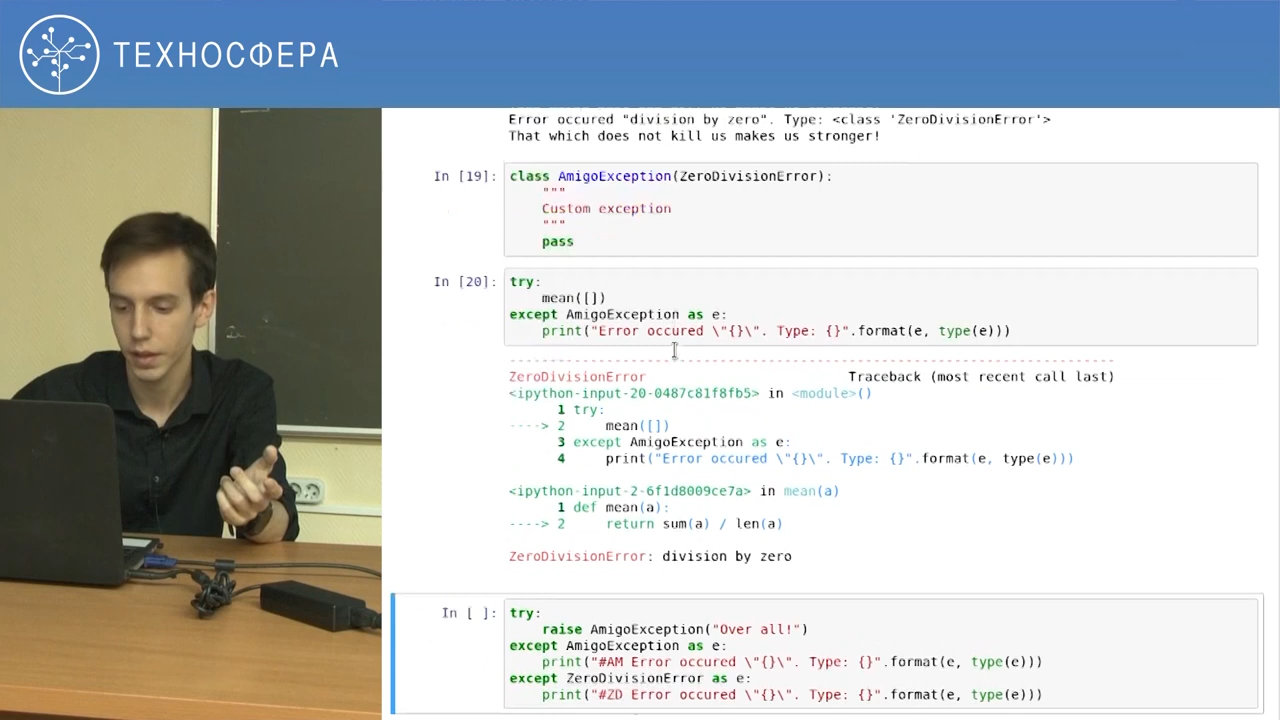 ТЕХНОСФЕРА
Error occured "division by zero". Type: <class 'ZeroDivisionError'>
That which does not kill us makes us stronger!
In [19]:
class AmigoException(ZeroDivisionError):
"""
Custom exception
"""
pass
In [20]:
try:
mean([])
except AmigoException as e:
print("Error occured \"{}\". Type: {}".format(e, type(e)))
ZeroDivisionError Traceback (most recent call last)
<ipython-input-20-0487c81f8fb5> in <module>()
1 try:
----> 2 mean([])
3 except AmigoException as e:
4 print("Error occured \"{}\". Type: {}".format(e, type(e)))
<ipython-input-2-6f1d8009ce7a> in mean(a)
1 def mean(a):
----> 2 return sum(a) / len(a)
ZeroDivisionError: division by zero
In [ ]:
try:
raise AmigoException("Over all!")
except AmigoException as e:
print("#AM Error occured \"{}\". Type: {}".format(e, type(e)))
except ZeroDivisionError as e:
print("#ZD Error occured \"{}\". Type: {}".format(e, type(e)))